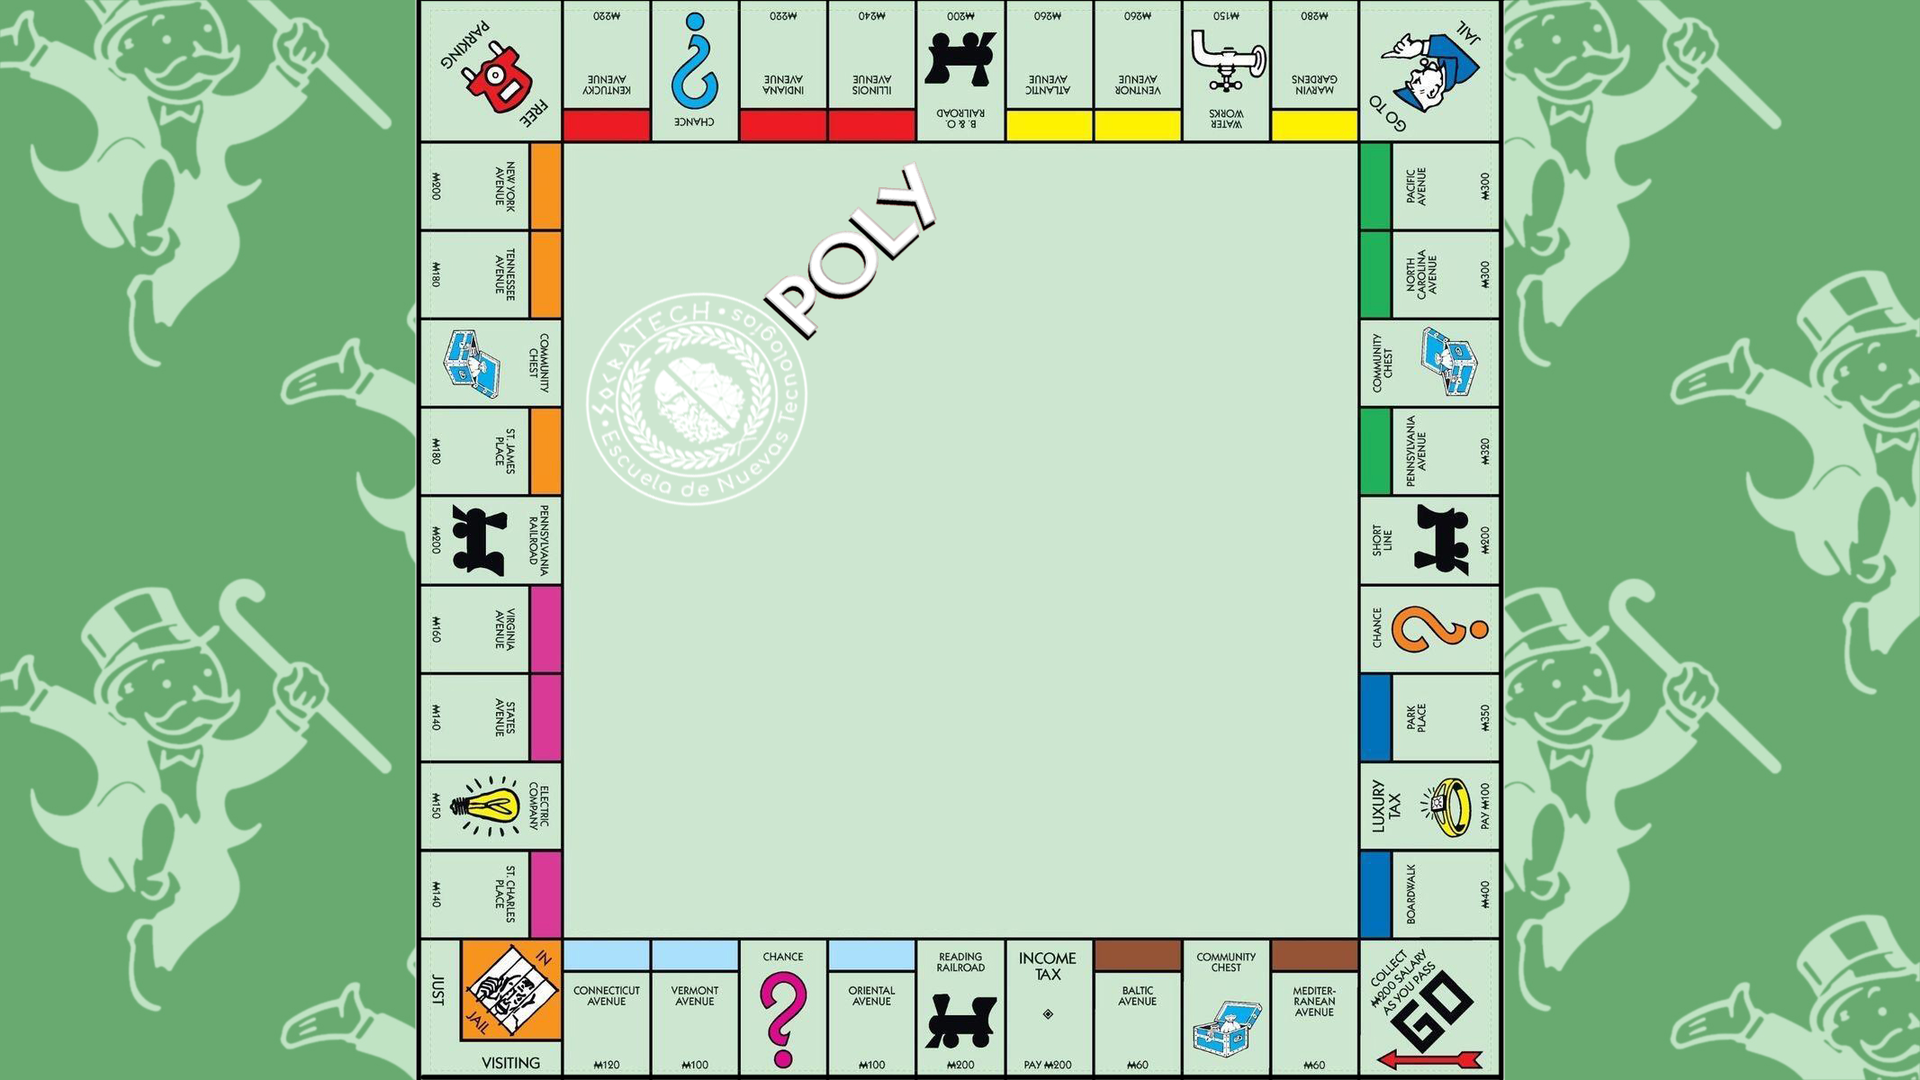 FREE
PARKING
₩220
KENTUCKY
AVENUE
CHANCE
₩220
INDIANA
AVENUE
₩240
ILLINOIS
AVENUE
₩200
B. & O.
RAILROAD
₩260
ATLANTIC
AVENUE
₩260
VENTNOR
AVENUE
₩150
WATER
WORKS
₩280
MARVIN
GARDENS
GO TO
JAIL
NEW YORK
AVENUE
₩200
TENNESSEE
AVENUE
₩180
COMMUNITY
CHEST
ST. JAMES
PLACE
₩180
PENNSYLVANIA
RAILROAD
₩200
VIRGINIA
AVENUE
₩160
STATES
AVENUE
₩140
ELECTRIC
COMPANY
₩150
ST. CHARLES
PLACE
₩140
POLY
SOCRATECH • Escuela de Nuevas Tecnologías •
PACIFIC
AVENUE
₩300
NORTH
CAROLINA
AVENUE
₩300
COMMUNITY
CHEST
PENNSYLVANIA
AVENUE
₩320
SHORT
LINE
₩200
CHANCE
PARK
PLACE
₩350
LUXURY
TAX
PAY ₩100
BOARDWALK
₩400
JUST
VISITING
IN
JAIL
CONNECTICUT
AVENUE
₩120
VERMONT
AVENUE
₩100
CHANCE
ORIENTAL
AVENUE
₩100
READING
RAILROAD
₩200
INCOME
TAX
PAY ₩200
BALTIC
AVENUE
₩60
COMMUNITY
CHEST
MEDITER-
RANEAN
AVENUE
₩60
COLLECT
₩200 SALARY
AS YOU PASS
GO